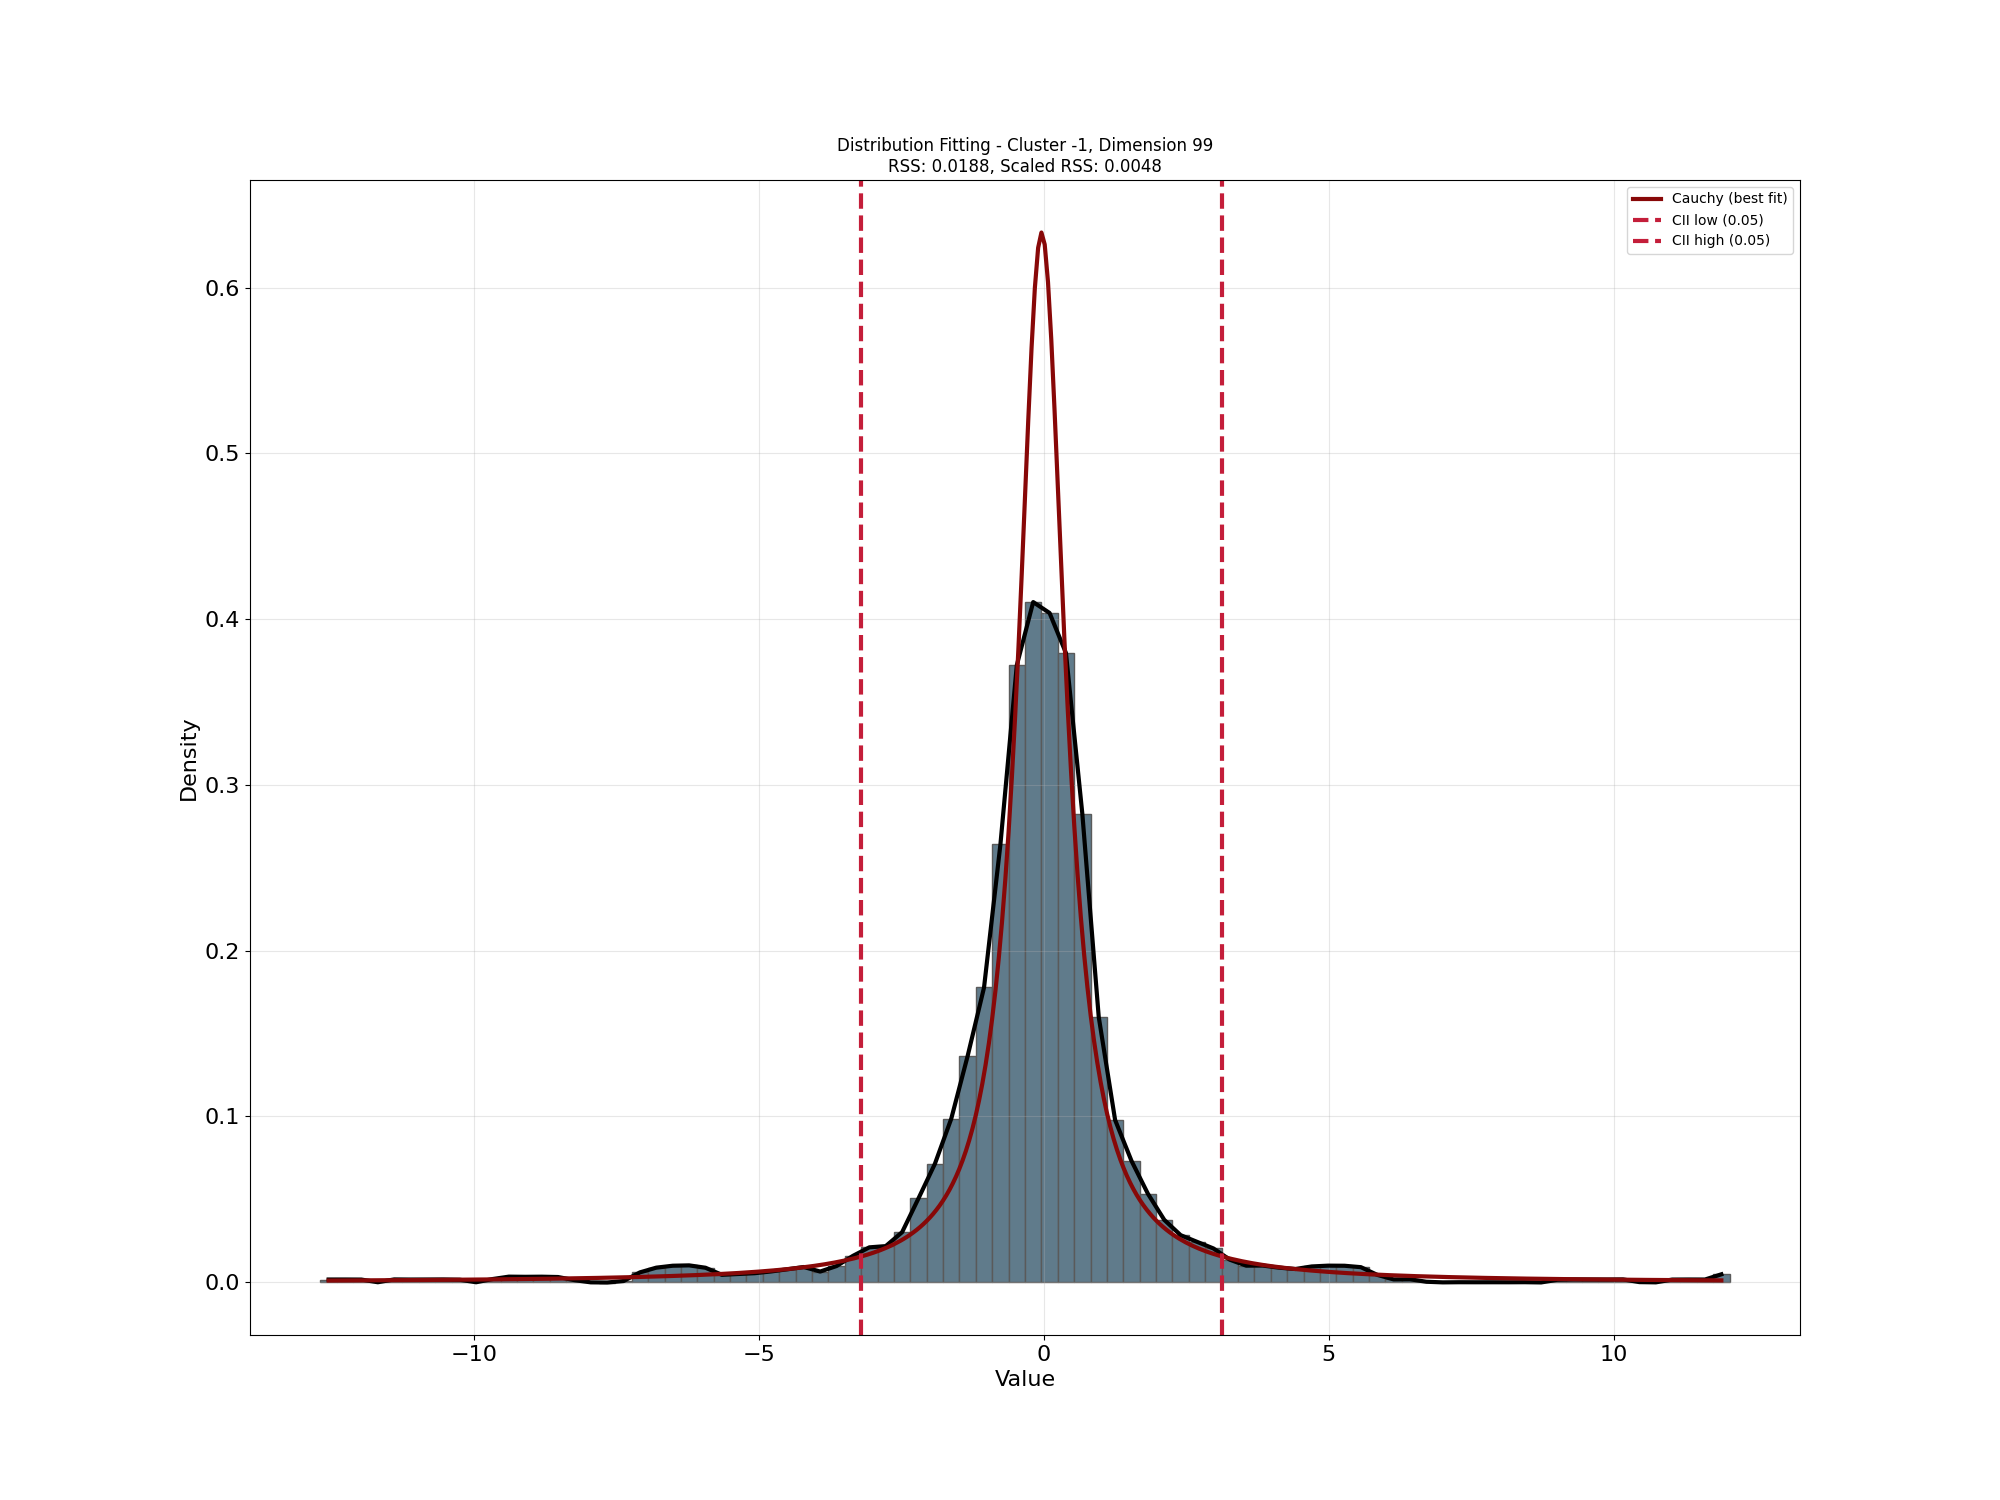 Distribution Fitting - Cluster -1, Dimension 99
RSS: 0.0188, Scaled RSS: 0.0048
Cauchy (best fit)
CII low (0.05)
CII high (0.05)
0.6
0.5
0.4
0.3
0.2
0.1
0.0
Density
−10
−5
0
5
10
Value